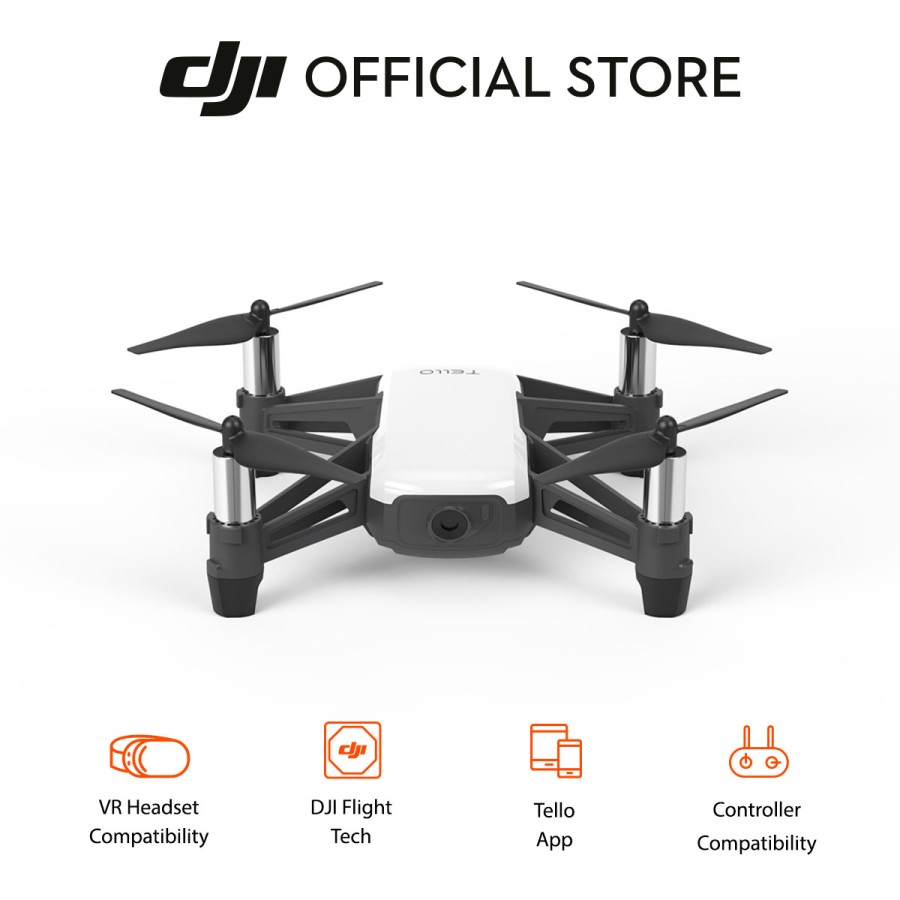 dji OFFICIAL STORE
TELLO
dji
VR Headset
Compatibility
DJI Flight
Tech
Tello
App
Controller
Compatibility